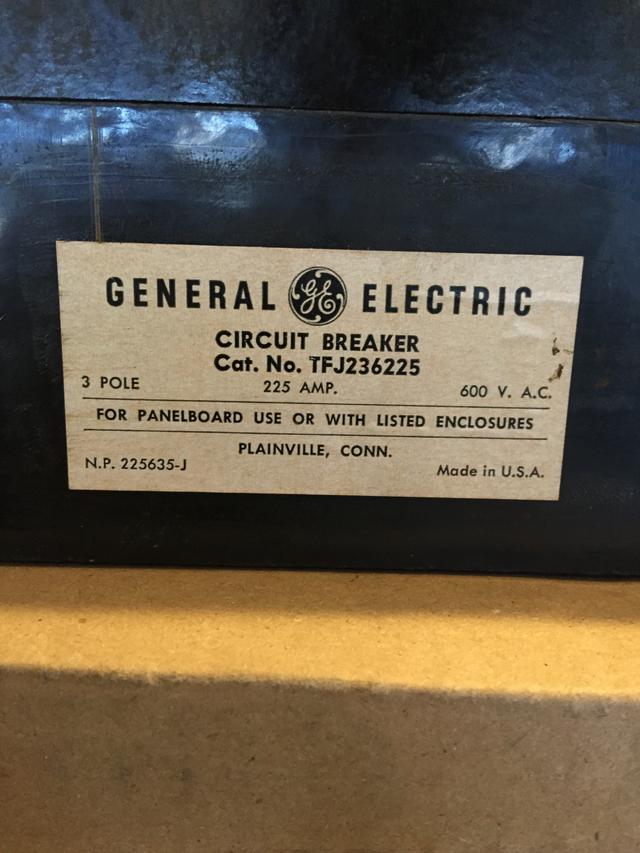 GENERAL GE ELECTRIC
CIRCUIT BREAKER
Cat. No. TFJ236225
3 POLE 225 AMP. 600 V. A.C.
FOR PANELBOARD USE OR WITH LISTED ENCLOSURES
PLAINVILLE, CONN.
N.P. 225635-J Made in U.S.A.